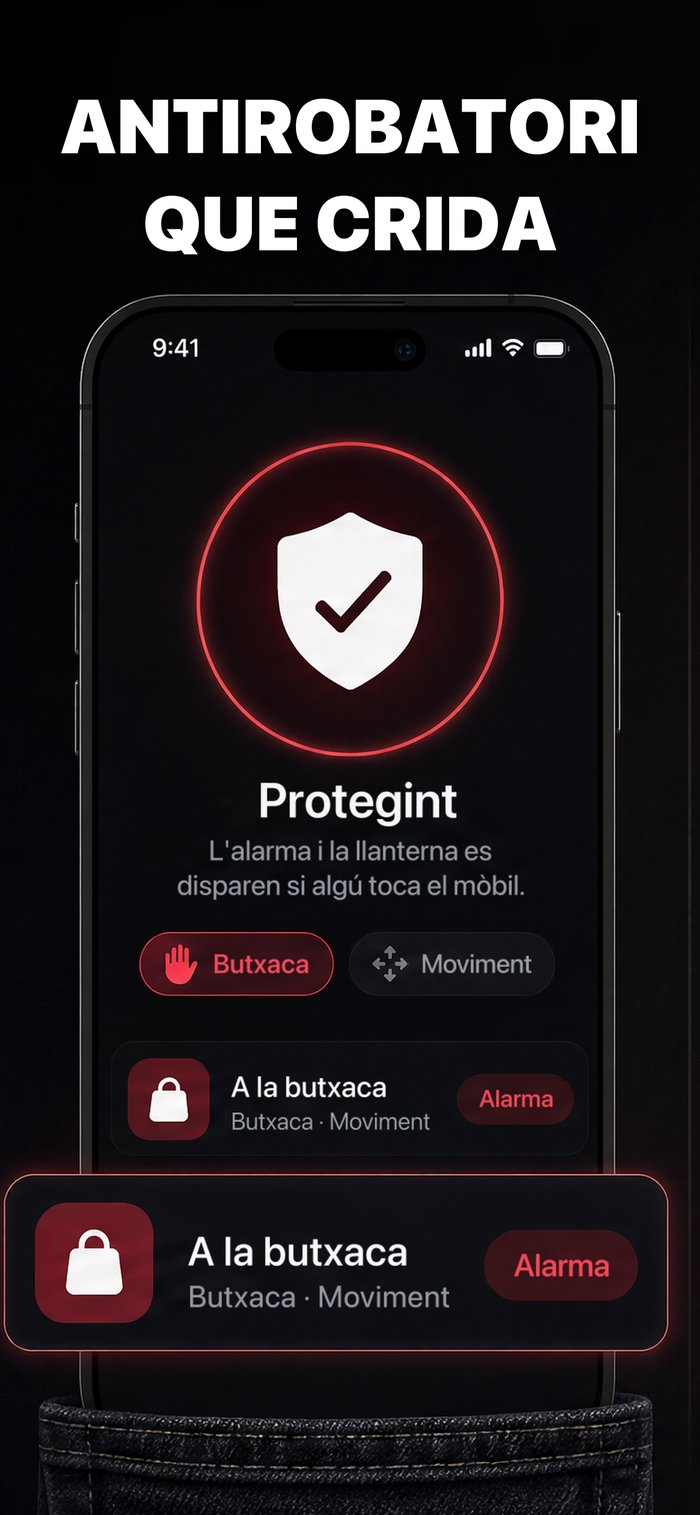 ANTIROBATORI
QUE CRIDA
9:41
Protegint
L'alarma i la llanterna es
disparen si algú toca el mòbil.
Butxaca
Moviment
A la butxaca
Butxaca · Moviment
Alarma
A la butxaca
Butxaca · Moviment
Alarma